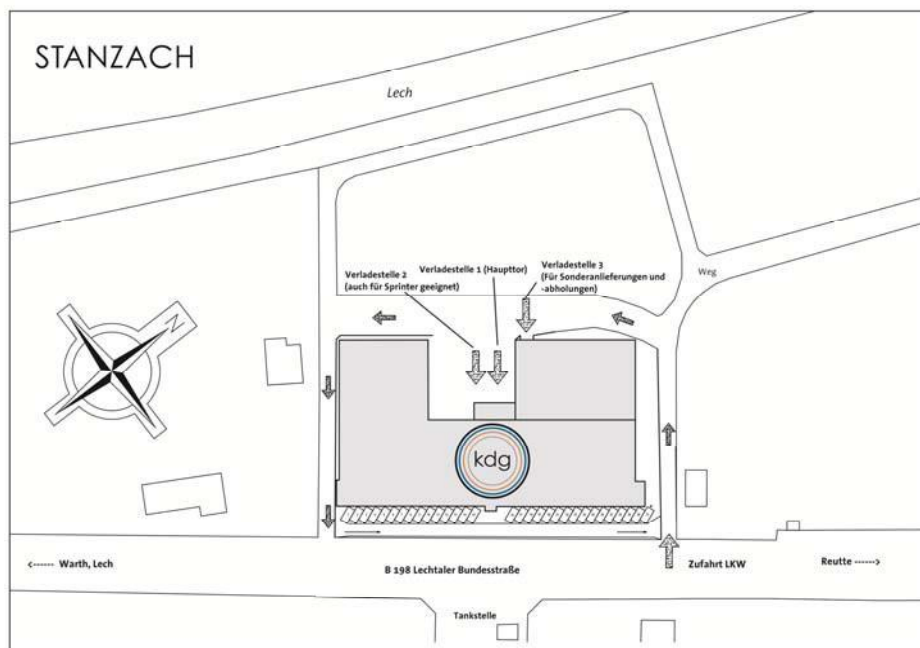 STANZACH
Lech
Verladestelle 2
(auch für Sprinter geeignet)
Verladestelle 1 (Haupttor)
Verladestelle 3
(Für Sonderanlieferungen und
-abholungen)
Weg
N
kdg
<------ Warth, Lech
B 198 Lechtaler Bundesstraße
Zufahrt LKW
Reutte ------>
Tankstelle